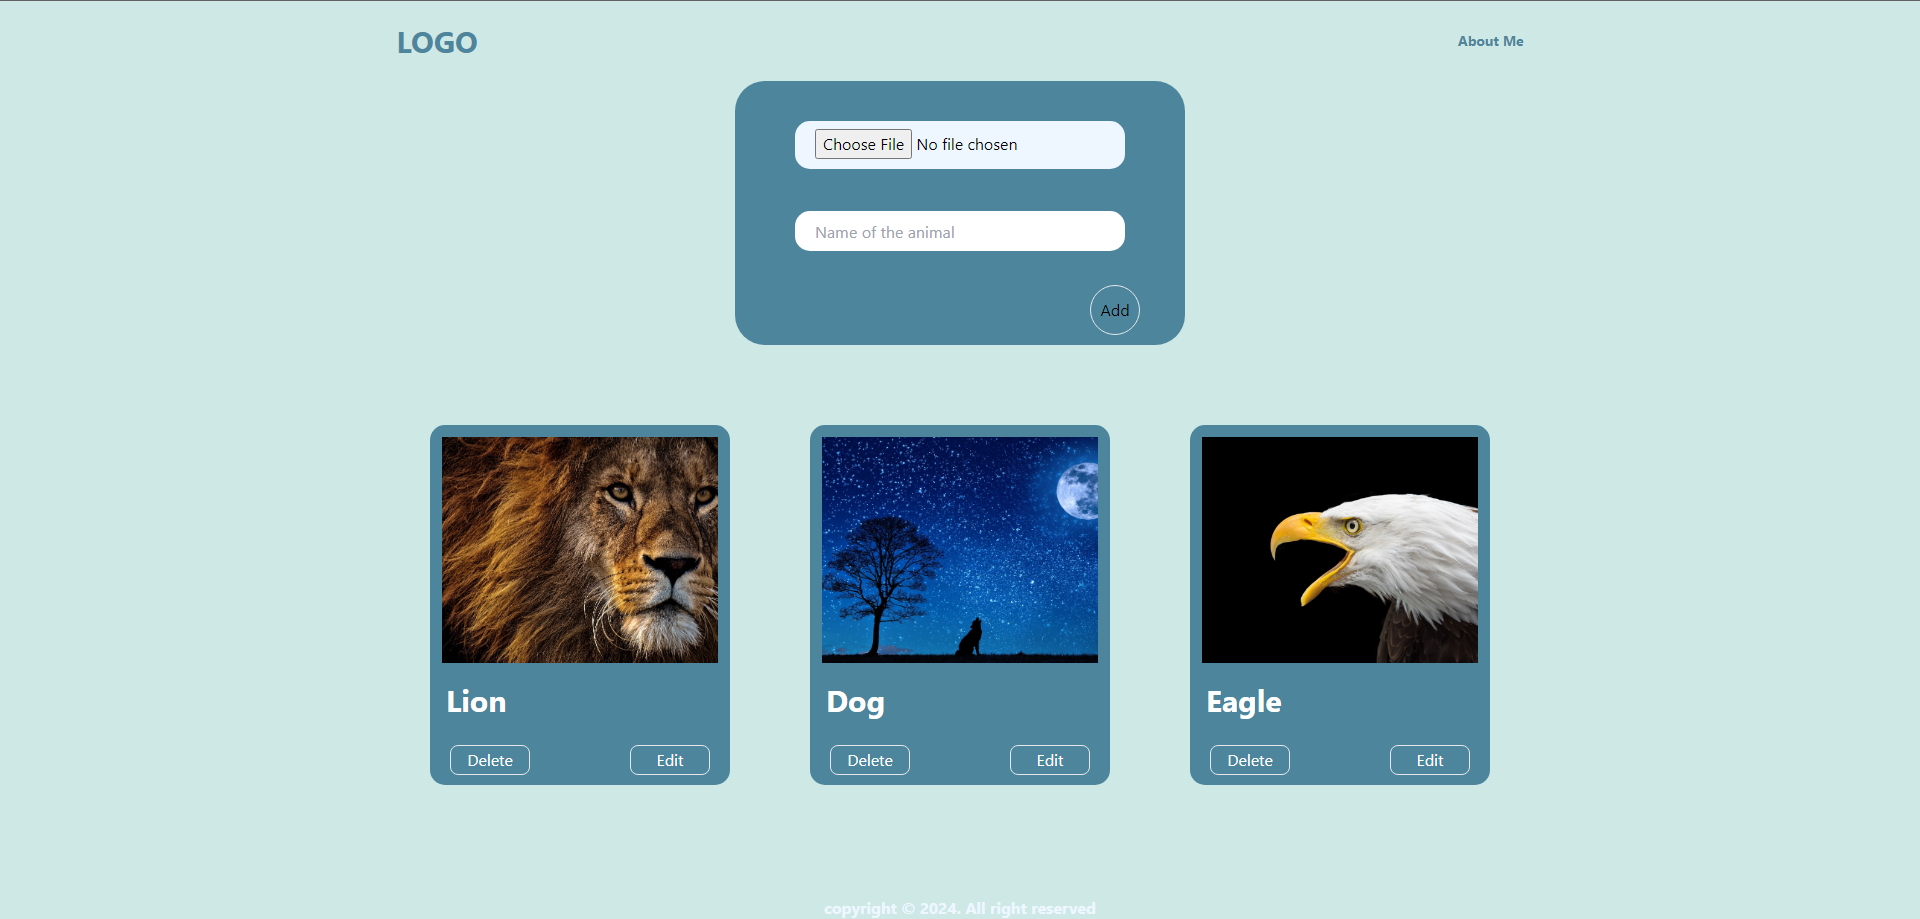 LOGO
About Me
Choose File No file chosen
Name of the animal
Add
Lion
Dog
Eagle
Delete
Edit
Delete
Edit
Delete
Edit
copyright © 2024. All right reserved